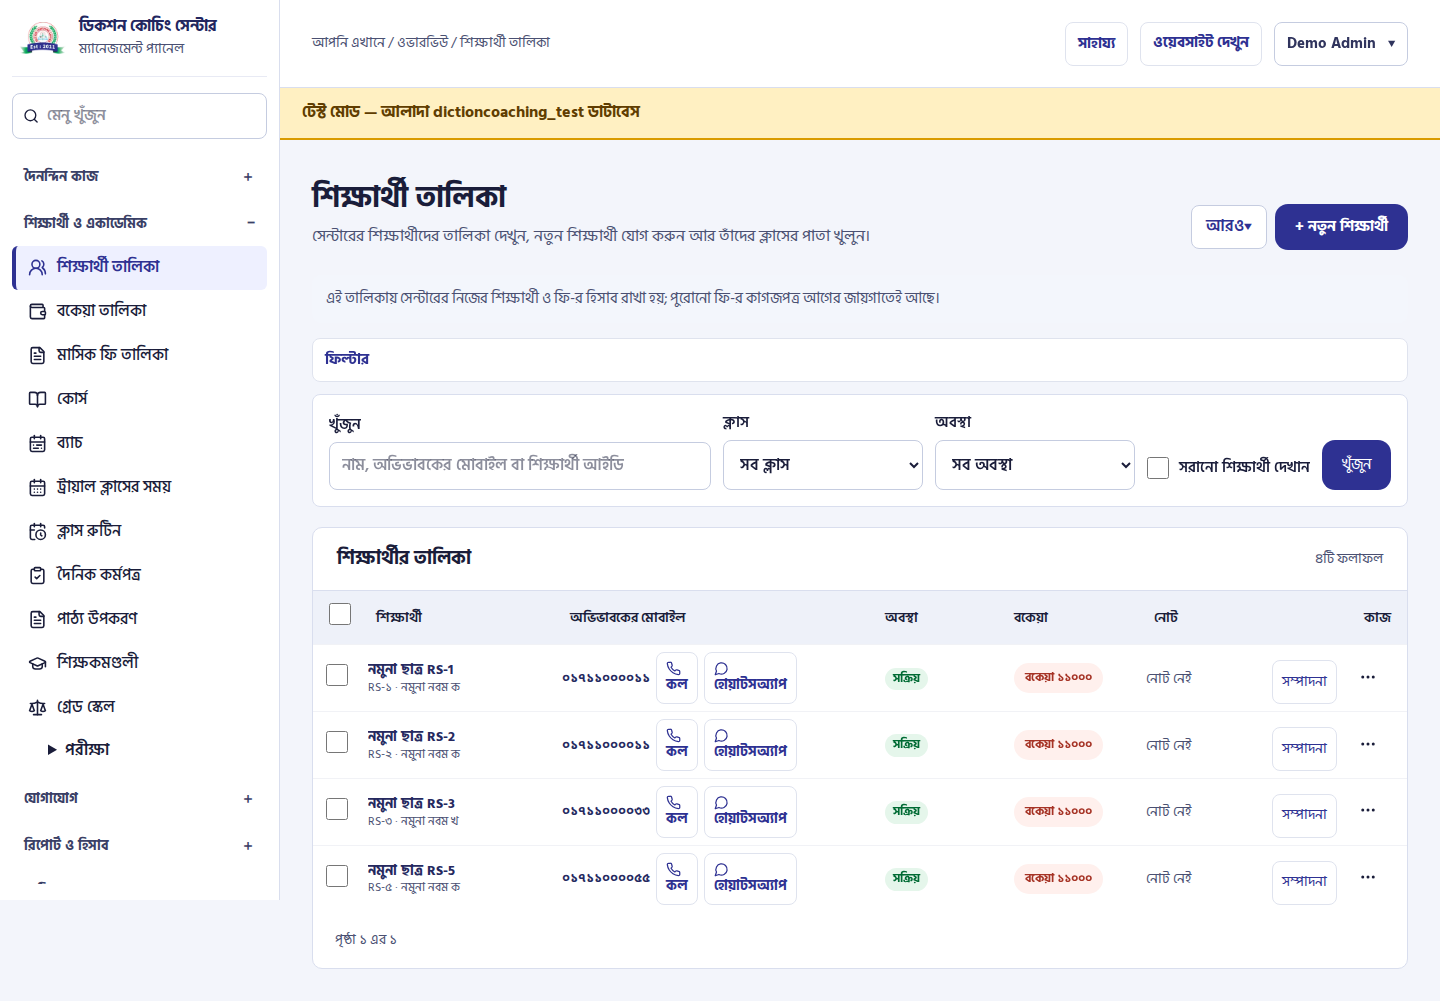 ডিকশন কোচিং সেন্টার
ম্যানেজমেন্ট প্যানেল
Est : 2011
মেনু খুঁজুন
দৈনন্দিন কাজ +
শিক্ষার্থী ও একাডেমিক −
শিক্ষার্থী তালিকা
বকেয়া তালিকা
মাসিক ফি তালিকা
কোর্স
ব্যাচ
ট্রায়াল ক্লাসের সময়
ক্লাস রুটিন
দৈনিক কর্মপত্র
পাঠ্য উপকরণ
শিক্ষকমণ্ডলী
গ্রেড স্কেল
▶ পরীক্ষা
যোগাযোগ +
রিপোর্ট ও হিসাব +
আপনি এখানে / ওভারভিউ / শিক্ষার্থী তালিকা
সাহায্য
ওয়েবসাইট দেখুন
Demo Admin ▾
টেস্ট মোড — আলাদা dictioncoaching_test ডাটাবেস
শিক্ষার্থী তালিকা
সেন্টারের শিক্ষার্থীদের তালিকা দেখুন, নতুন শিক্ষার্থী যোগ করুন আর তাঁদের ক্লাসের পাতা খুলুন।
আরও▾
+ নতুন শিক্ষার্থী
এই তালিকায় সেন্টারের নিজের শিক্ষার্থী ও ফি-র হিসাব রাখা হয়; পুরোনো ফি-র কাগজপত্র আগের জায়গাতেই আছে।
ফিল্টার
খুঁজুন ক্লাস অবস্থা
নাম, অভিভাবকের মোবাইল বা শিক্ষার্থী আইডি সব ক্লাস সব অবস্থা সরানো শিক্ষার্থী দেখান খুঁজুন
শিক্ষার্থীর তালিকা ৪টি ফলাফল
শিক্ষার্থী অভিভাবকের মোবাইল অবস্থা বকেয়া নোট কাজ
নমুনা ছাত্র RS-1
RS-১ · নমুনা নবম ক
০১৭১১০০০০১১ কল হোয়াটসঅ্যাপ সক্রিয় বকেয়া ১১০০০ নোট নেই সম্পাদনা ···
নমুনা ছাত্র RS-2
RS-২ · নমুনা নবম ক
০১৭১১০০০০১১ কল হোয়াটসঅ্যাপ সক্রিয় বকেয়া ১১০০০ নোট নেই সম্পাদনা ···
নমুনা ছাত্র RS-3
RS-৩ · নমুনা নবম খ
০১৭১১০০০০৩৩ কল হোয়াটসঅ্যাপ সক্রিয় বকেয়া ১১০০০ নোট নেই সম্পাদনা ···
নমুনা ছাত্র RS-5
RS-৫ · নমুনা নবম ক
০১৭১১০০০০৫৫ কল হোয়াটসঅ্যাপ সক্রিয় বকেয়া ১১০০০ নোট নেই সম্পাদনা ···
পৃষ্ঠা ১ এর ১